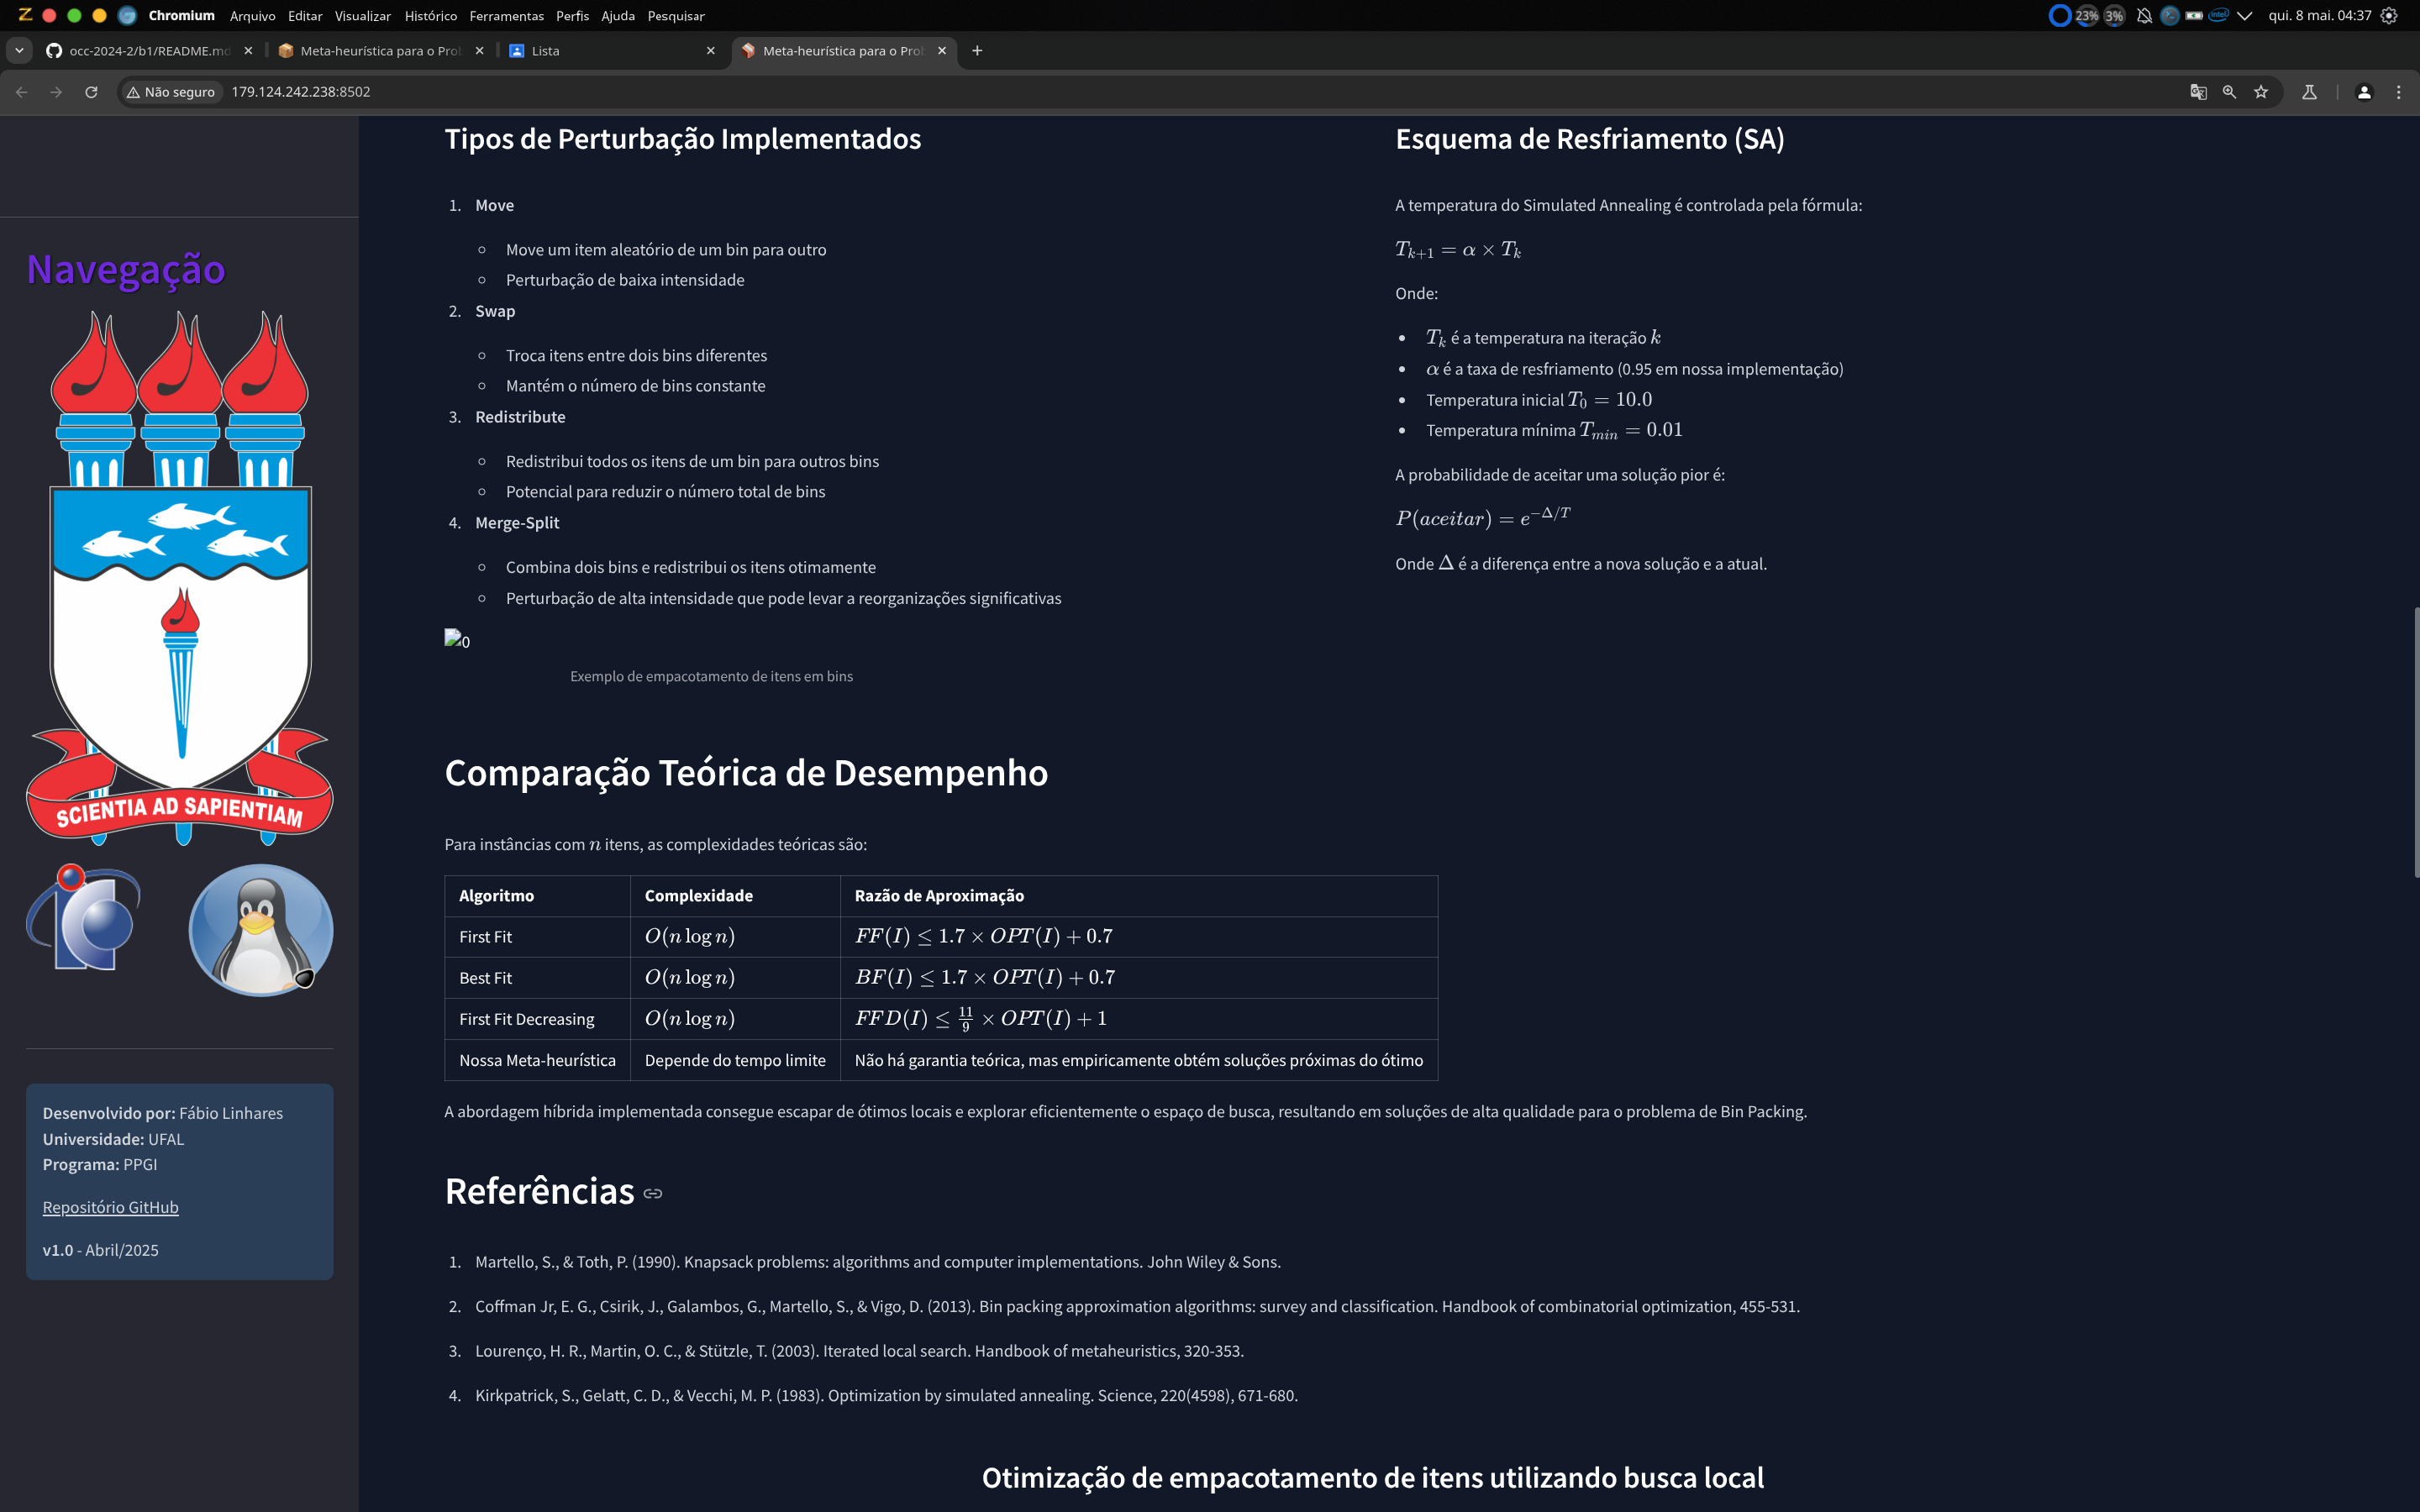 Chromium Arquivo Editar Visualizar Histórico Ferramentas Perfis Ajuda Pesquisar
23% 3% intel qui. 8 mai. 04:37
occ-2024-2/b1/README.md
Meta-heurística para o Pro
Lista
Meta-heurística para o Pro
Não seguro 179.124.242.238:8502
Navegação
SCIENTIA AD SAPIENTIAM
Desenvolvido por: Fábio Linhares
Universidade: UFAL
Programa: PPGI
Repositório GitHub
v1.0 - Abril/2025
Tipos de Perturbação Implementados
1. Move
Move um item aleatório de um bin para outro
Perturbação de baixa intensidade
2. Swap
Troca itens entre dois bins diferentes
Mantém o número de bins constante
3. Redistribute
Redistribui todos os itens de um bin para outros bins
Potencial para reduzir o número total de bins
4. Merge-Split
Combina dois bins e redistribui os itens otimamente
Perturbação de alta intensidade que pode levar a reorganizações significativas
0
Exemplo de empacotamento de itens em bins
Esquema de Resfriamento (SA)
A temperatura do Simulated Annealing é controlada pela fórmula:
T_{k+1} = α × T_k
Onde:
T_k é a temperatura na iteração k
α é a taxa de resfriamento (0.95 em nossa implementação)
Temperatura inicial T_0 = 10.0
Temperatura mínima T_{min} = 0.01
A probabilidade de aceitar uma solução pior é:
P(aceitar) = e^{-Δ/T}
Onde Δ é a diferença entre a nova solução e a atual.
Comparação Teórica de Desempenho
Para instâncias com n itens, as complexidades teóricas são:
Algoritmo Complexidade Razão de Aproximação
First Fit O(n log n) FF(I) ≤ 1.7 × OPT(I) + 0.7
Best Fit O(n log n) BF(I) ≤ 1.7 × OPT(I) + 0.7
First Fit Decreasing O(n log n) FFD(I) ≤ 11/9 × OPT(I) + 1
Nossa Meta-heurística Depende do tempo limite Não há garantia teórica, mas empiricamente obtém soluções próximas do ótimo
A abordagem híbrida implementada consegue escapar de ótimos locais e explorar eficientemente o espaço de busca, resultando em soluções de alta qualidade para o problema de Bin Packing.
Referências
1. Martello, S., & Toth, P. (1990). Knapsack problems: algorithms and computer implementations. John Wiley & Sons.
2. Coffman Jr, E. G., Csirik, J., Galambos, G., Martello, S., & Vigo, D. (2013). Bin packing approximation algorithms: survey and classification. Handbook of combinatorial optimization, 455-531.
3. Lourenço, H. R., Martin, O. C., & Stützle, T. (2003). Iterated local search. Handbook of metaheuristics, 320-353.
4. Kirkpatrick, S., Gelatt, C. D., & Vecchi, M. P. (1983). Optimization by simulated annealing. Science, 220(4598), 671-680.
Otimização de empacotamento de itens utilizando busca local